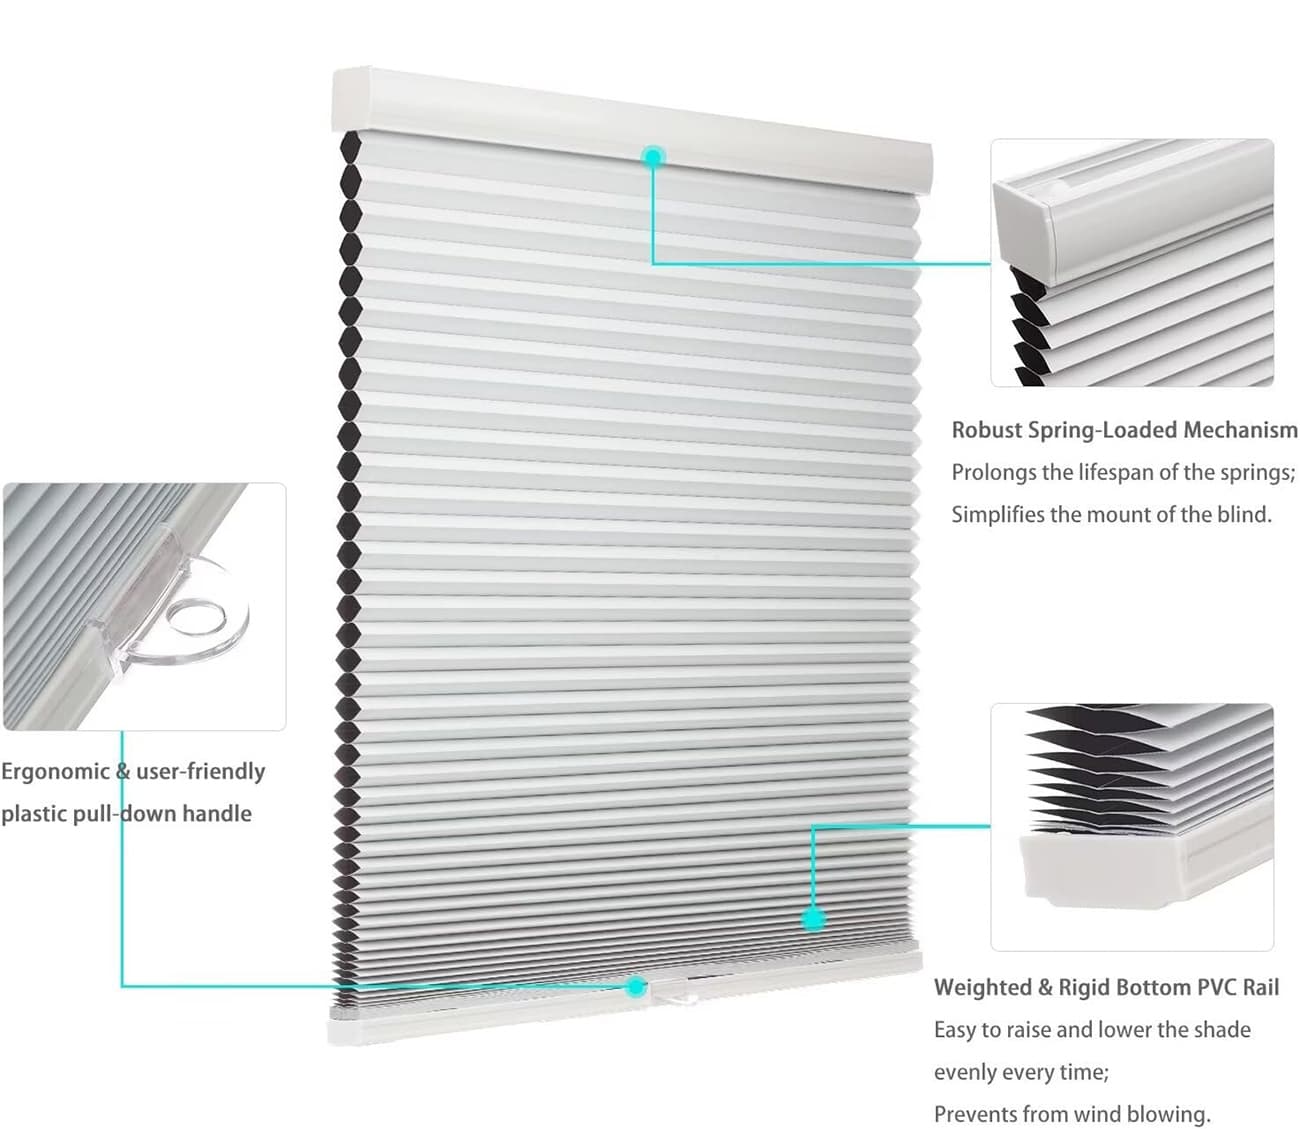 Robust Spring-Loaded Mechanism
Prolongs the lifespan of the springs;
Simplifies the mount of the blind.
Ergonomic & user-friendly
plastic pull-down handle
Weighted & Rigid Bottom PVC Rail
Easy to raise and lower the shade
evenly every time;
Prevents from wind blowing.